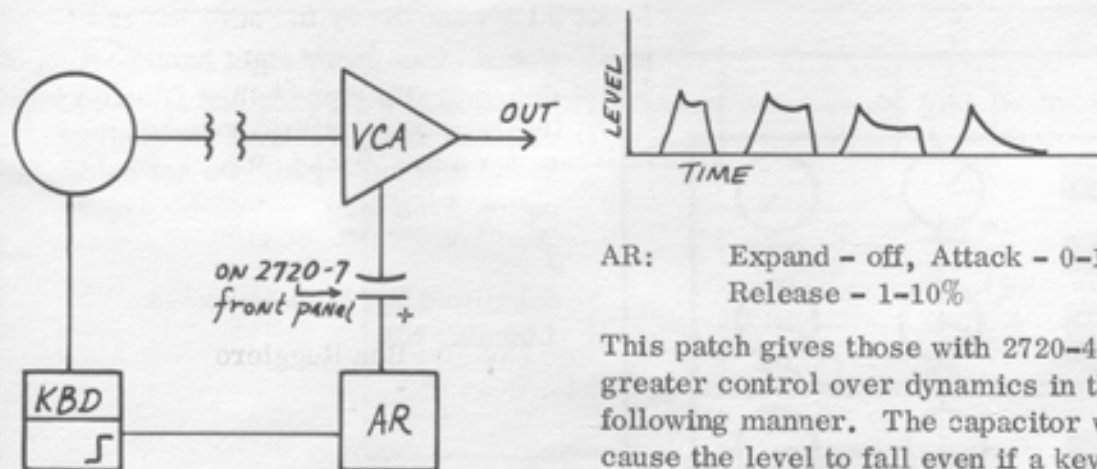 VCA
OUT
ON 2720-7
front panel
+
KBD
AR
LEVEL
TIME
AR: Expand - off, Attack - 0-1
Release - 1-10%
This patch gives those with 2720-4
greater control over dynamics in th
following manner. The capacitor w
cause the level to fall even if a key